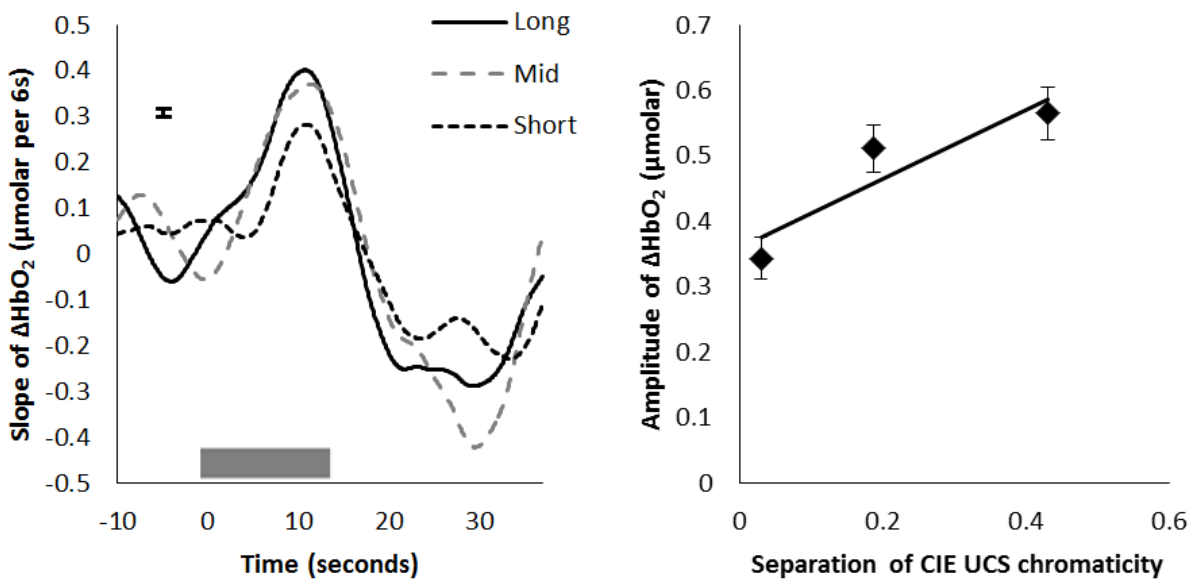 Slope of ΔHbO₂ (μmolar per 6s)
0.5
0.4
0.3
0.2
0.1
0
-0.1
-0.2
-0.3
-0.4
-0.5
Long
Mid
Short
-10 0 10 20 30
Time (seconds)
Amplitude of ΔHbO₂ (μmolar)
0.7
0.6
0.5
0.4
0.3
0.2
0.1
0
0 0.2 0.4 0.6
Separation of CIE UCS chromaticity